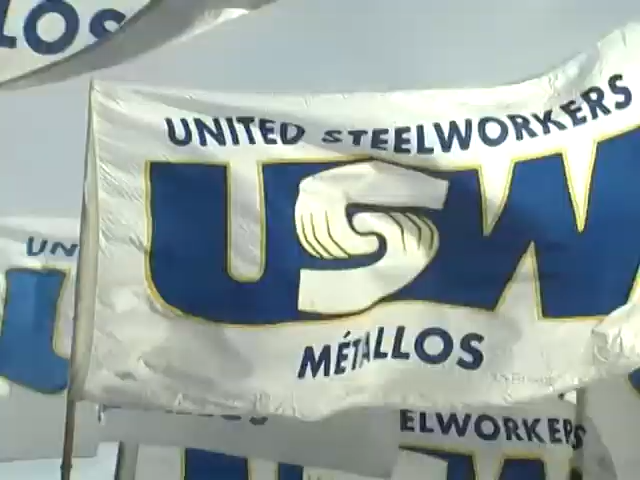 LOS
UNITED STEELWORKERS
USW
MÉTALLOS
UN
U
ELWORKERS